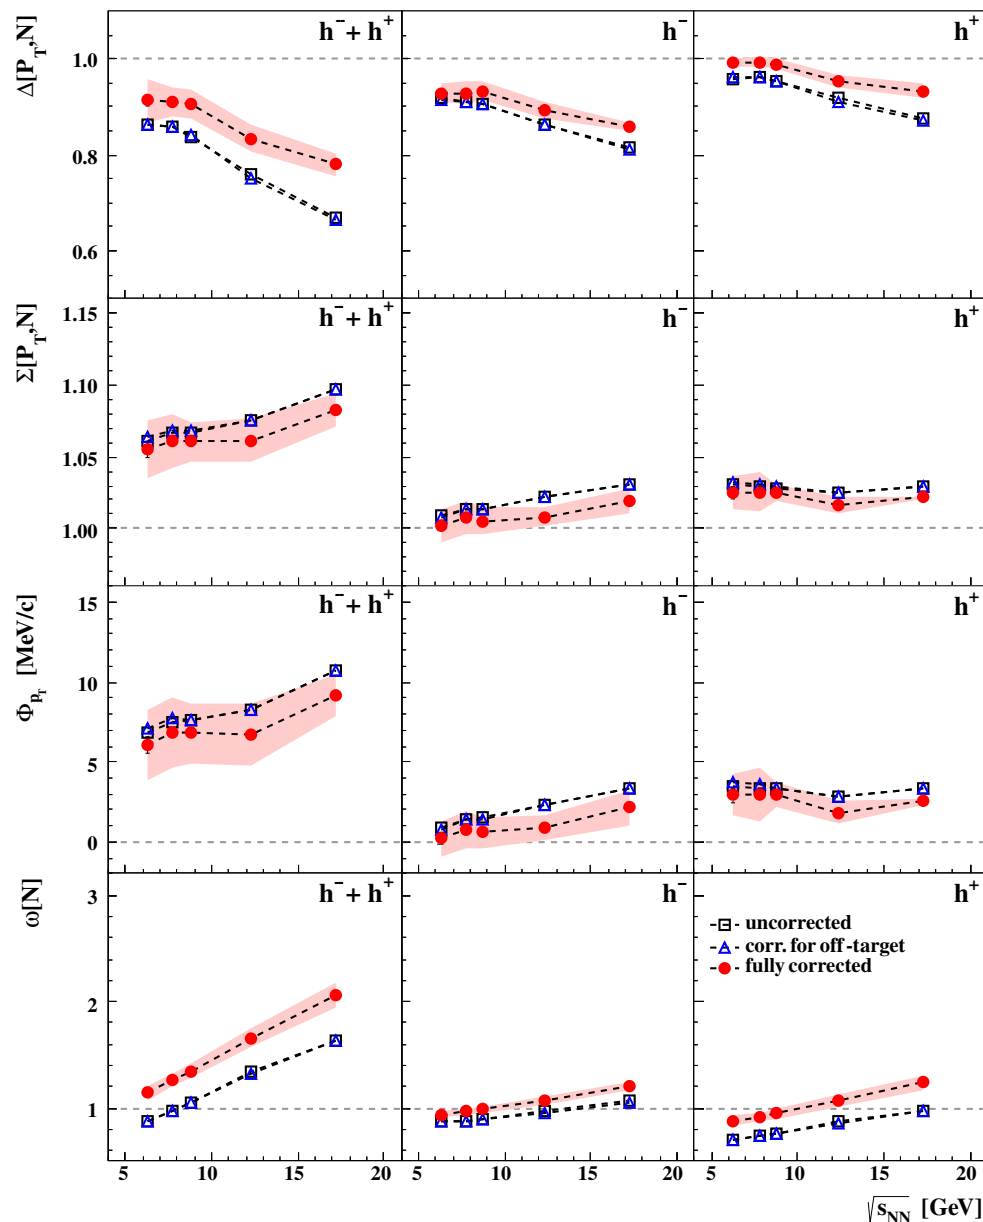 Δ[P_T,N]
h⁻ + h⁺
h⁻
h⁺
1.0
0.8
0.6
Σ[P_T,N]
h⁻ + h⁺
h⁻
h⁺
1.15
1.10
1.05
1.00
Φ_{p_T} [MeV/c]
h⁻ + h⁺
h⁻
h⁺
15
10
5
0
ω[N]
h⁻ + h⁺
h⁻
h⁺
3
2
1
uncorrected
corr. for off-target
fully corrected
5 10 15 20 5 10 15 20 5 10 15 20
√s_NN [GeV]